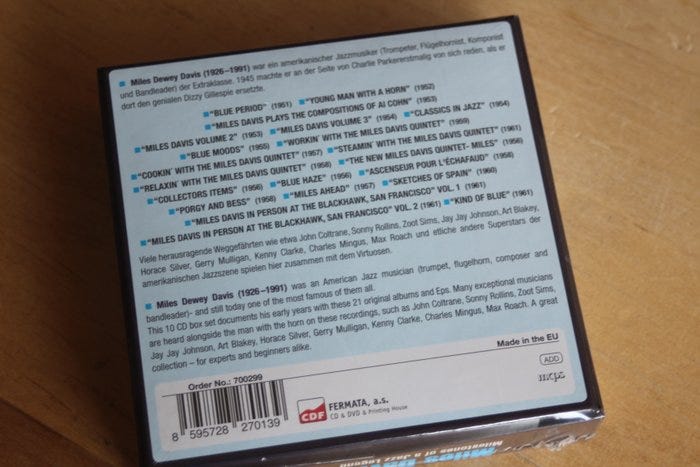 ■ Miles Dewey Davis (1926–1991) war ein amerikanischer Jazzmusiker (Trompeter, Flügelhornist, Komponist
und Bandleader) der Extraklasse. 1945 machte er an der Seite von Charlie Parkererstmalig von sich reden, als er
dort den genialen Dizzy Gillespie ersetzte.
■ "BLUE PERIOD" (1951) ■ "YOUNG MAN WITH A HORN" (1952)
■ "MILES DAVIS PLAYS THE COMPOSITIONS OF Al COHN" (1953)
■ "MILES DAVIS VOLUME 2" (1953) ■ "MILES DAVIS VOLUME 3" (1954) ■ "CLASSICS IN JAZZ" (1954)
■ "BLUE MOODS" (1955) ■ "WORKIN' WITH THE MILES DAVIS QUINTET" (1959)
■ "COOKIN' WITH THE MILES DAVIS QUINTET" (1957) ■ "STEAMIN' WITH THE MILES DAVIS QUINTET" (1961)
■ "RELAXIN' WITH THE MILES DAVIS QUINTET" (1958) ■ "THE NEW MILES DAVIS QUINTET- MILES" (1956)
■ "COLLECTORS ITEMS" (1956) ■ "BLUE HAZE" (1956) ■ "ASCENSEUR POUR L'ÉCHAFAUD" (1958)
■ "PORGY AND BESS" (1958) ■ "MILES AHEAD" (1957) ■ "SKETCHES OF SPAIN" (1960)
■ "MILES DAVIS IN PERSON AT THE BLACKHAWK, SAN FRANCISCO" VOL. 1 (1961)
■ "MILES DAVIS IN PERSON AT THE BLACKHAWK, SAN FRANCISCO" VOL. 2 (1961) ■ "KIND OF BLUE" (1961)
Viele herausragende Weggefährten wie etwa John Coltrane, Sonny Rollins, Zoot Sims, Jay Jay Johnson, Art Blakey,
Horace Silver, Gerry Mulligan, Kenny Clarke, Charles Mingus, Max Roach und etliche andere Superstars der
amerikanischen Jazzszene spielen hier zusammen mit dem Virtuosen.
■ Miles Dewey Davis (1926–1991) was an American Jazz musician (trumpet, flugelhorn, composer and
bandleader)- and still today one of the most famous of them all.
This 10 CD box set documents his early years with these 21 original albums and Eps. Many exceptional musicians
are heard alongside the man with the horn on these recordings, such as John Coltrane, Sonny Rollins, Zoot Sims,
Jay Jay Johnson, Art Blakey, Horace Silver, Gerry Mulligan, Kenny Clarke, Charles Mingus, Max Roach. A great
collection – for experts and beginners alike.
Made in the EU
Order No.: 700299
ADD
mcps
CDF
FERMATA, a.s.
CD & DVD & Printing House
8 595728 270139
Milestones of a Jazz Legend